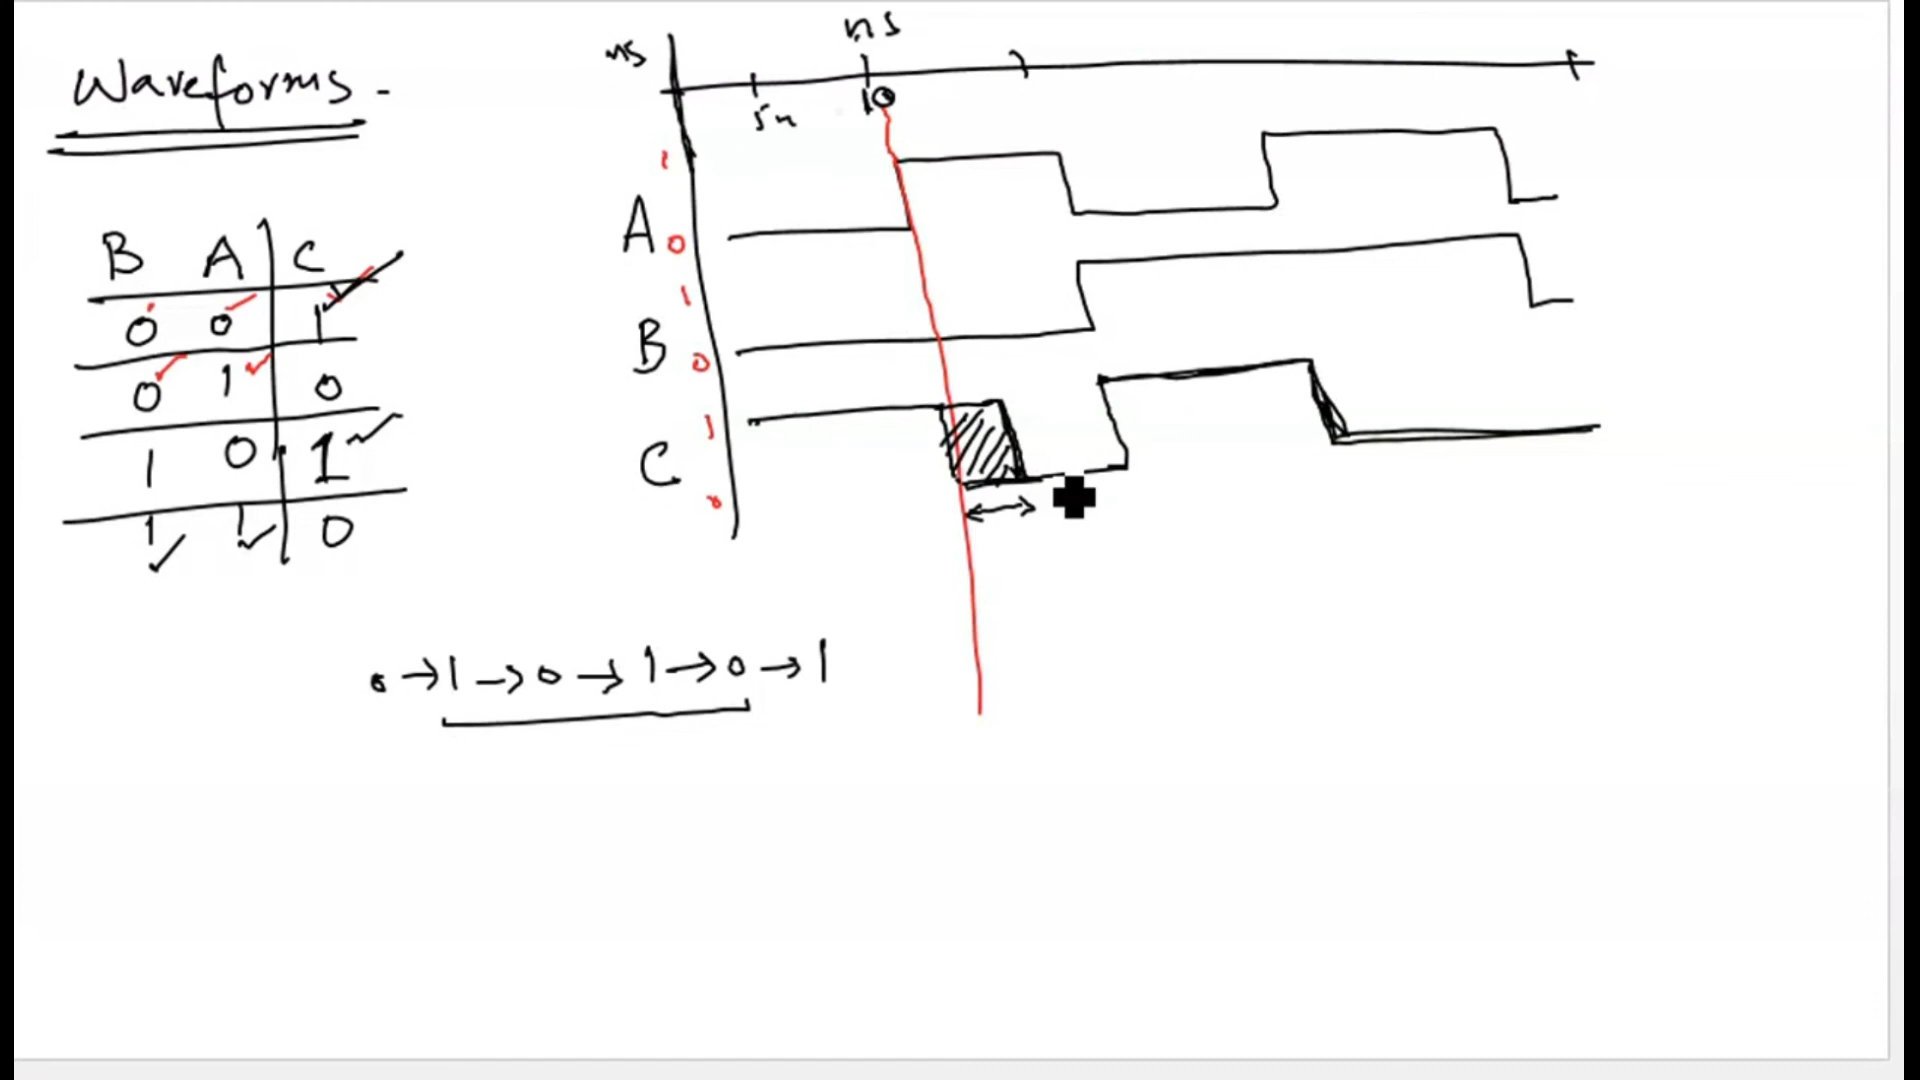 Waveforms -
ns
ns
5n
10
B A C
0 0 1
0 1 0
1 0 1
1 1 0
1
A 0
1
B 0
1
C
0
0 → 1 → 0 → 1 → 0 → 1